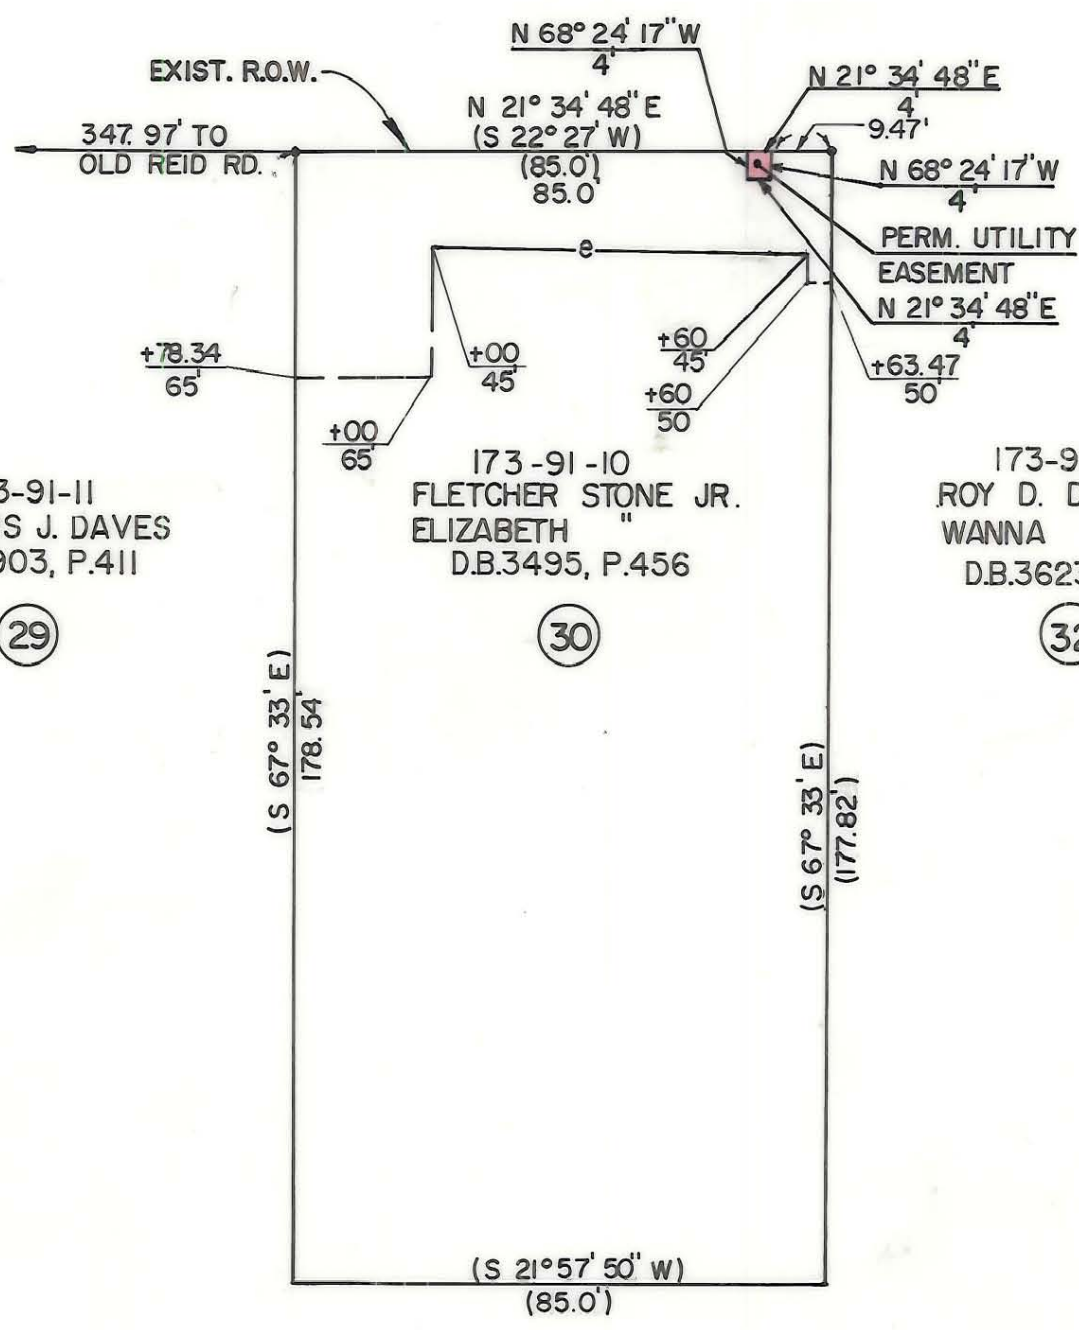 N 68° 24' 17" W
4'
EXIST. R.O.W.
N 21° 34' 48" E
4'
N 21° 34' 48" E
(S 22° 27' W)
(85.0')
85.0'
9.47'
347.97' TO
OLD REID RD.
N 68° 24' 17" W
4'
PERM. UTILITY
EASEMENT
N 21° 34' 48" E
4'
e
+78.34
65'
+00
45'
+60
45'
+63.47
50'
+60
50
+00
65'
3-91-11
S J. DAVES
903, P.411
29
173-91-10
FLETCHER STONE JR.
ELIZABETH "
D.B.3495, P.456
30
173-9
ROY D. D
WANNA
D.B.3623
32
(S 67° 33' E)
178.54'
(S 67° 33' E)
(177.82')
(S 21° 57' 50" W)
(85.0')